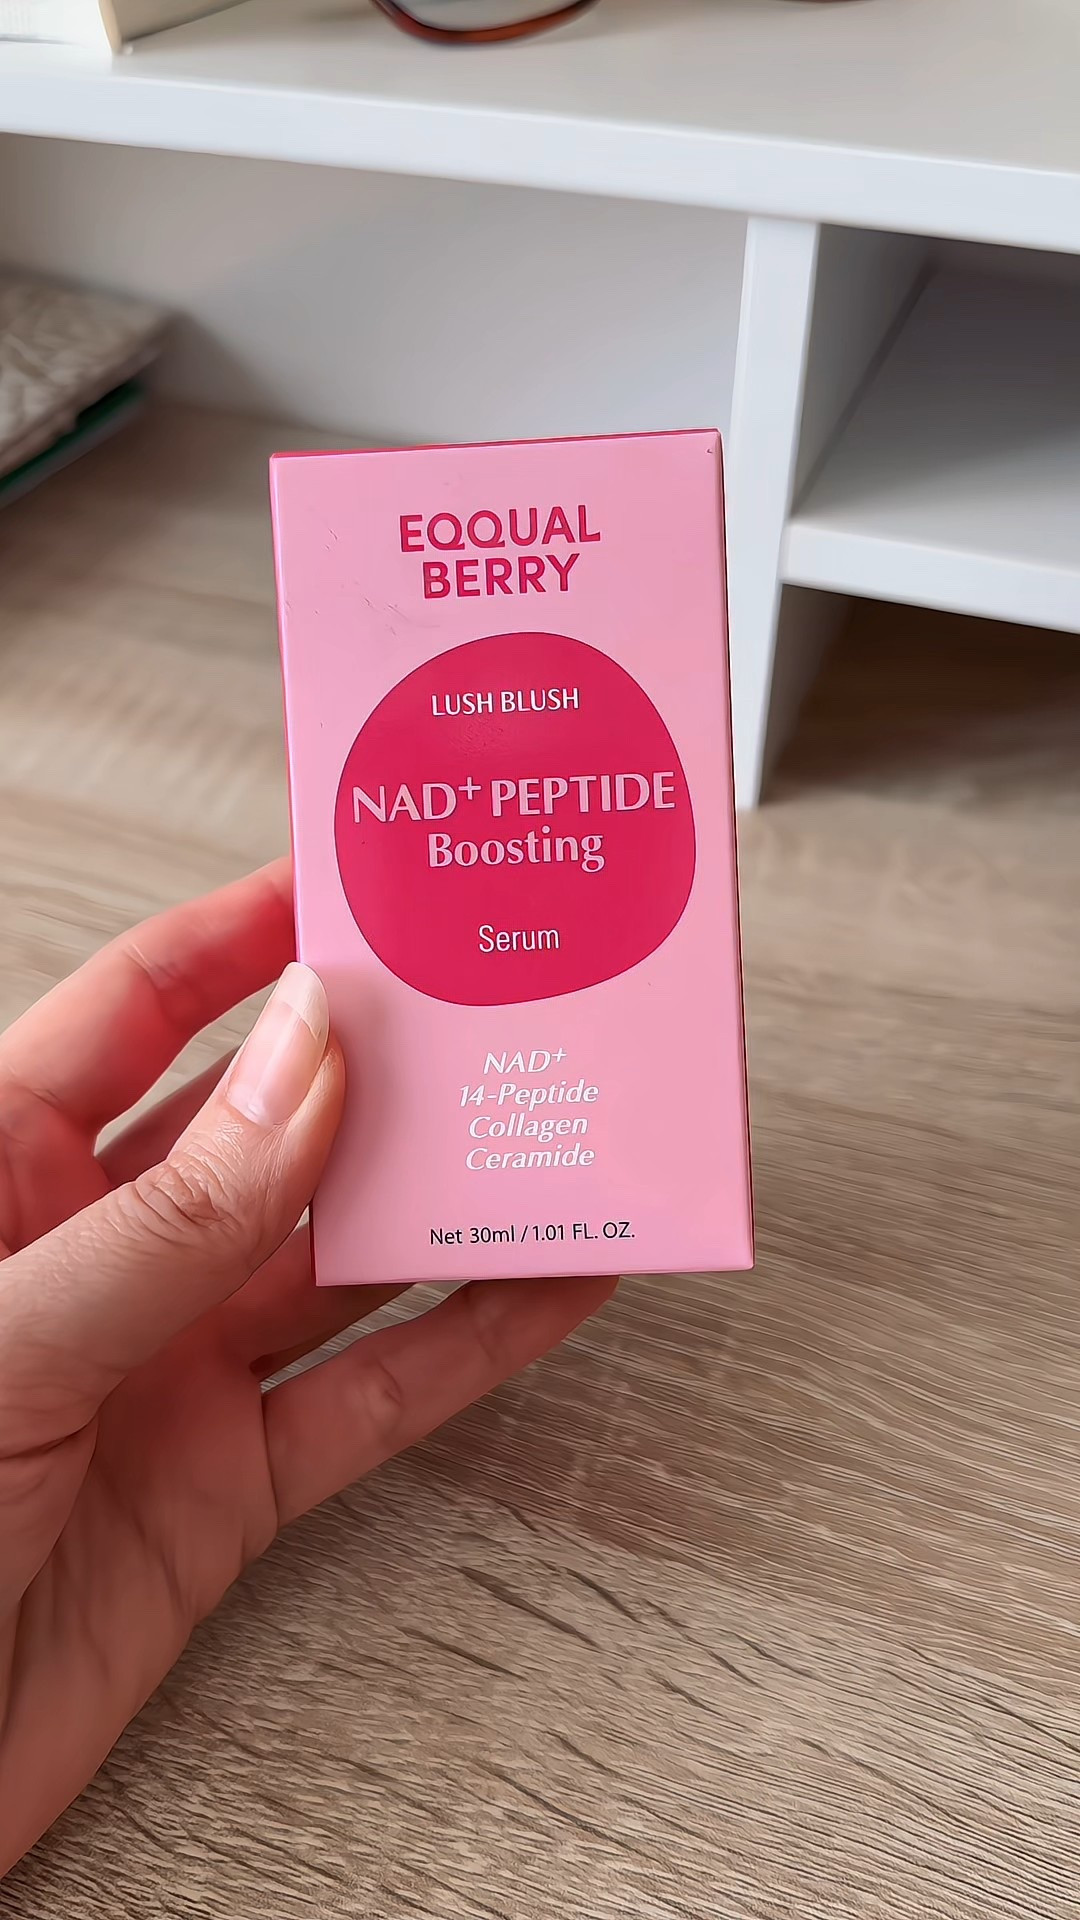 EQQUAL
BERRY
LUSH BLUSH
NAD⁺ PEPTIDE
Boosting
Serum
NAD⁺
14-Peptide
Collagen
Ceramide
Net 30ml / 1.01 FL. OZ.